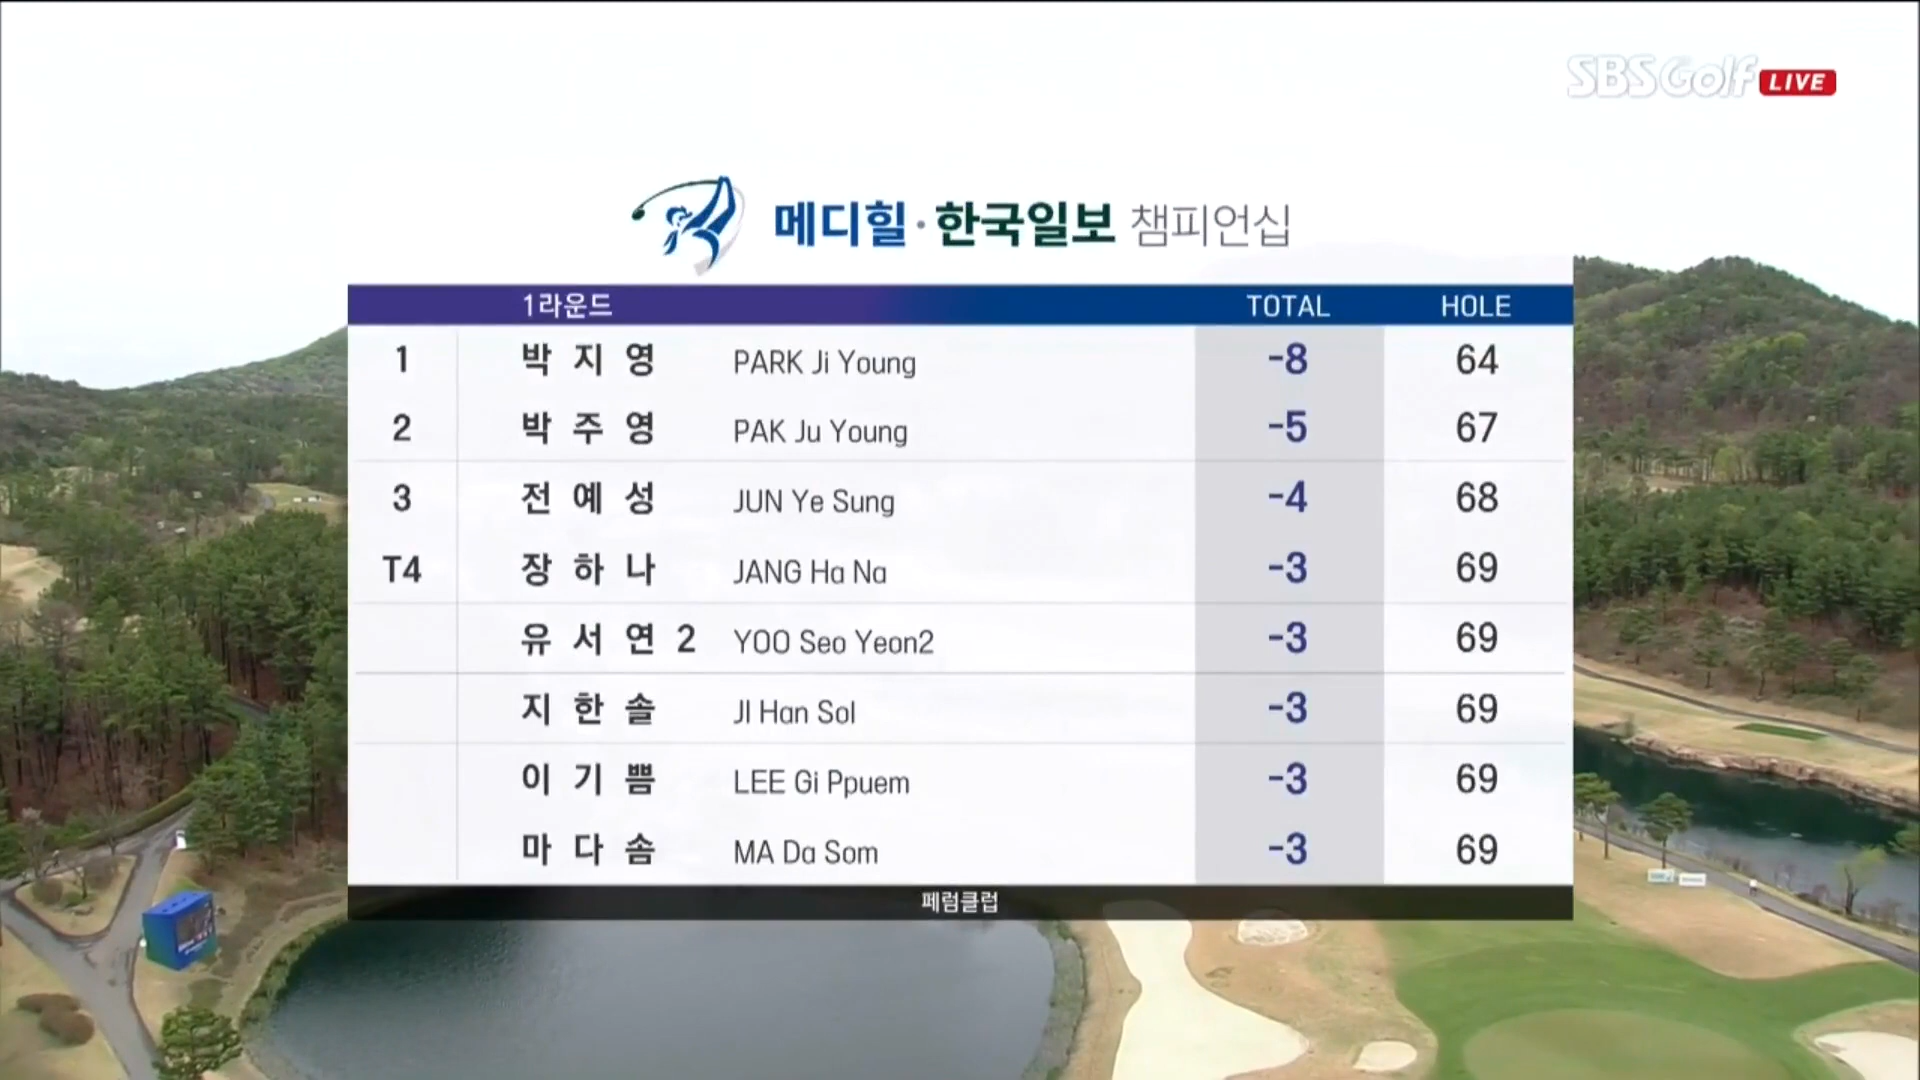 SBS Golf LIVE
메디힐·한국일보 챔피언십
1라운드 TOTAL HOLE
1 박지영 PARK Ji Young -8 64
2 박주영 PAK Ju Young -5 67
3 전예성 JUN Ye Sung -4 68
T4 장하나 JANG Ha Na -3 69
유서연2 YOO Seo Yeon2 -3 69
지한솔 JI Han Sol -3 69
이기쁨 LEE Gi Ppuem -3 69
마다솜 MA Da Som -3 69
페럼클럽